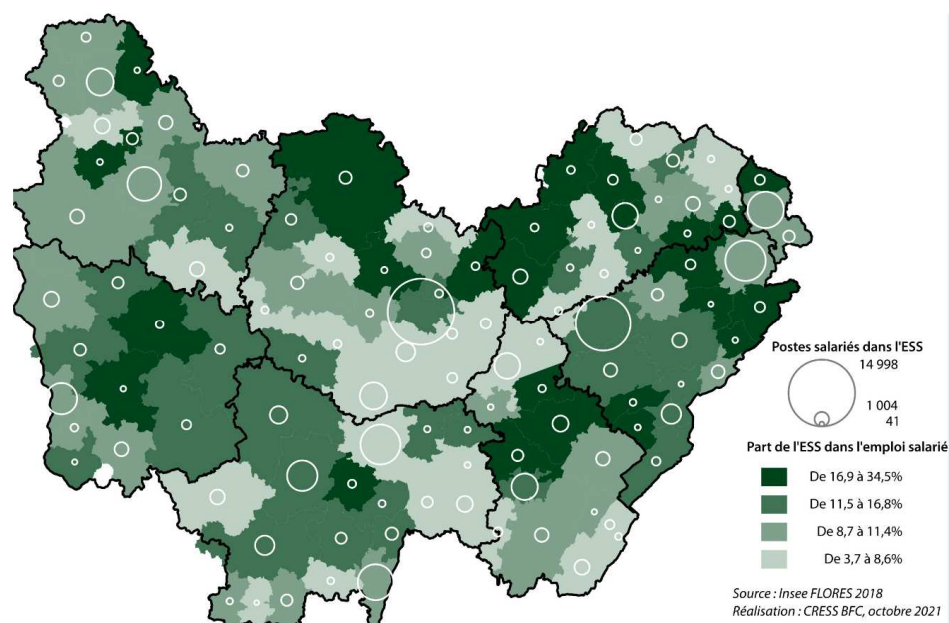 Postes salariés dans l'ESS
14 998
1 004
41
Part de l'ESS dans l'emploi salarié
De 16,9 à 34,5%
De 11,5 à 16,8%
De 8,7 à 11,4%
De 3,7 à 8,6%
Source : Insee FLORES 2018
Réalisation : CRESS BFC, octobre 2021